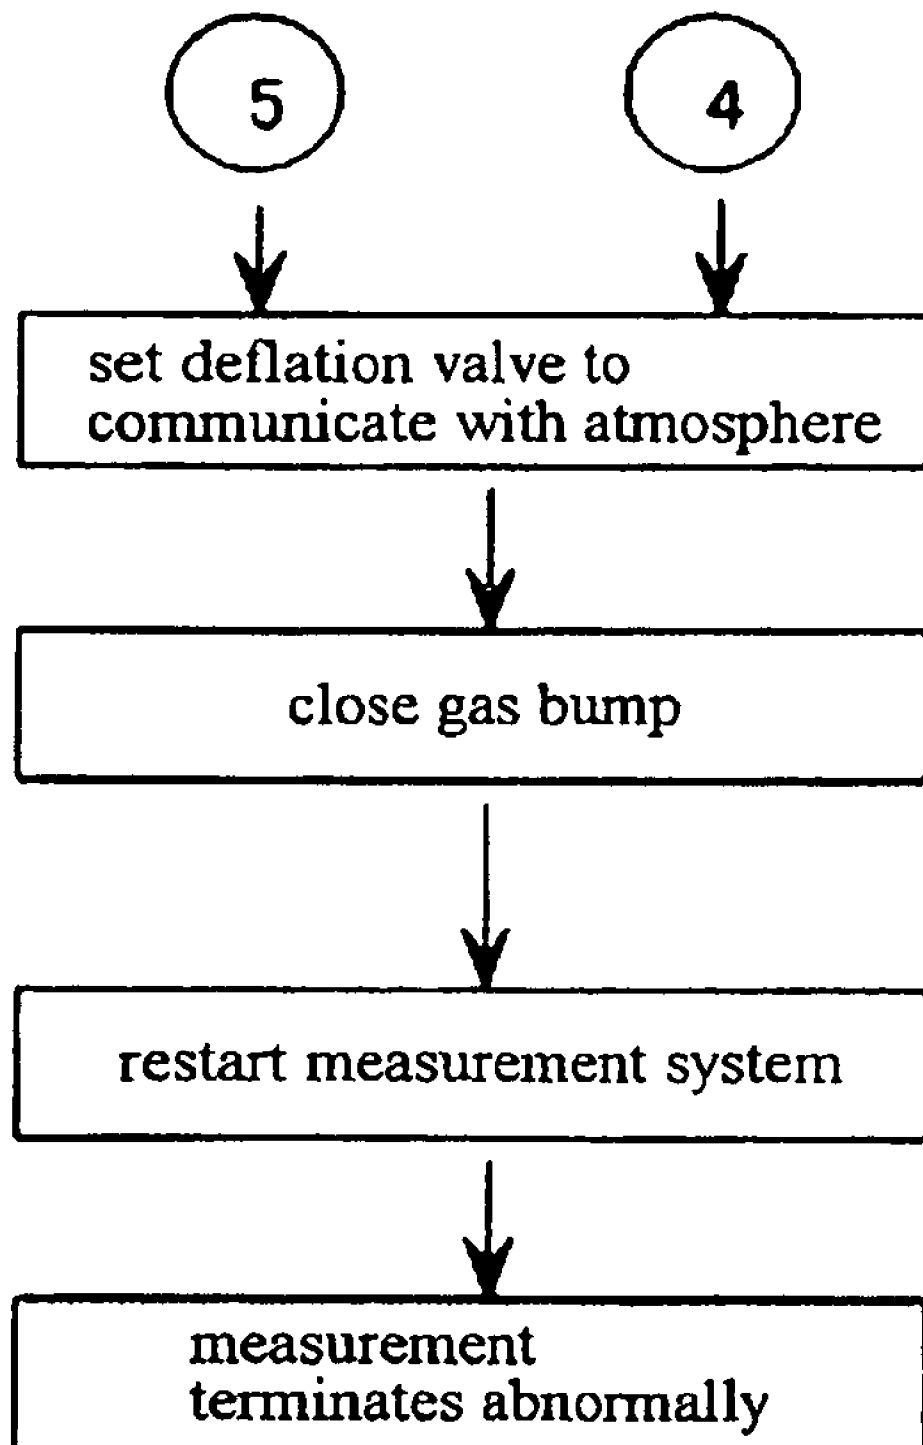 5 4
set deflation valve to
communicate with atmosphere
close gas bump
restart measurement system
measurement
terminates abnormally